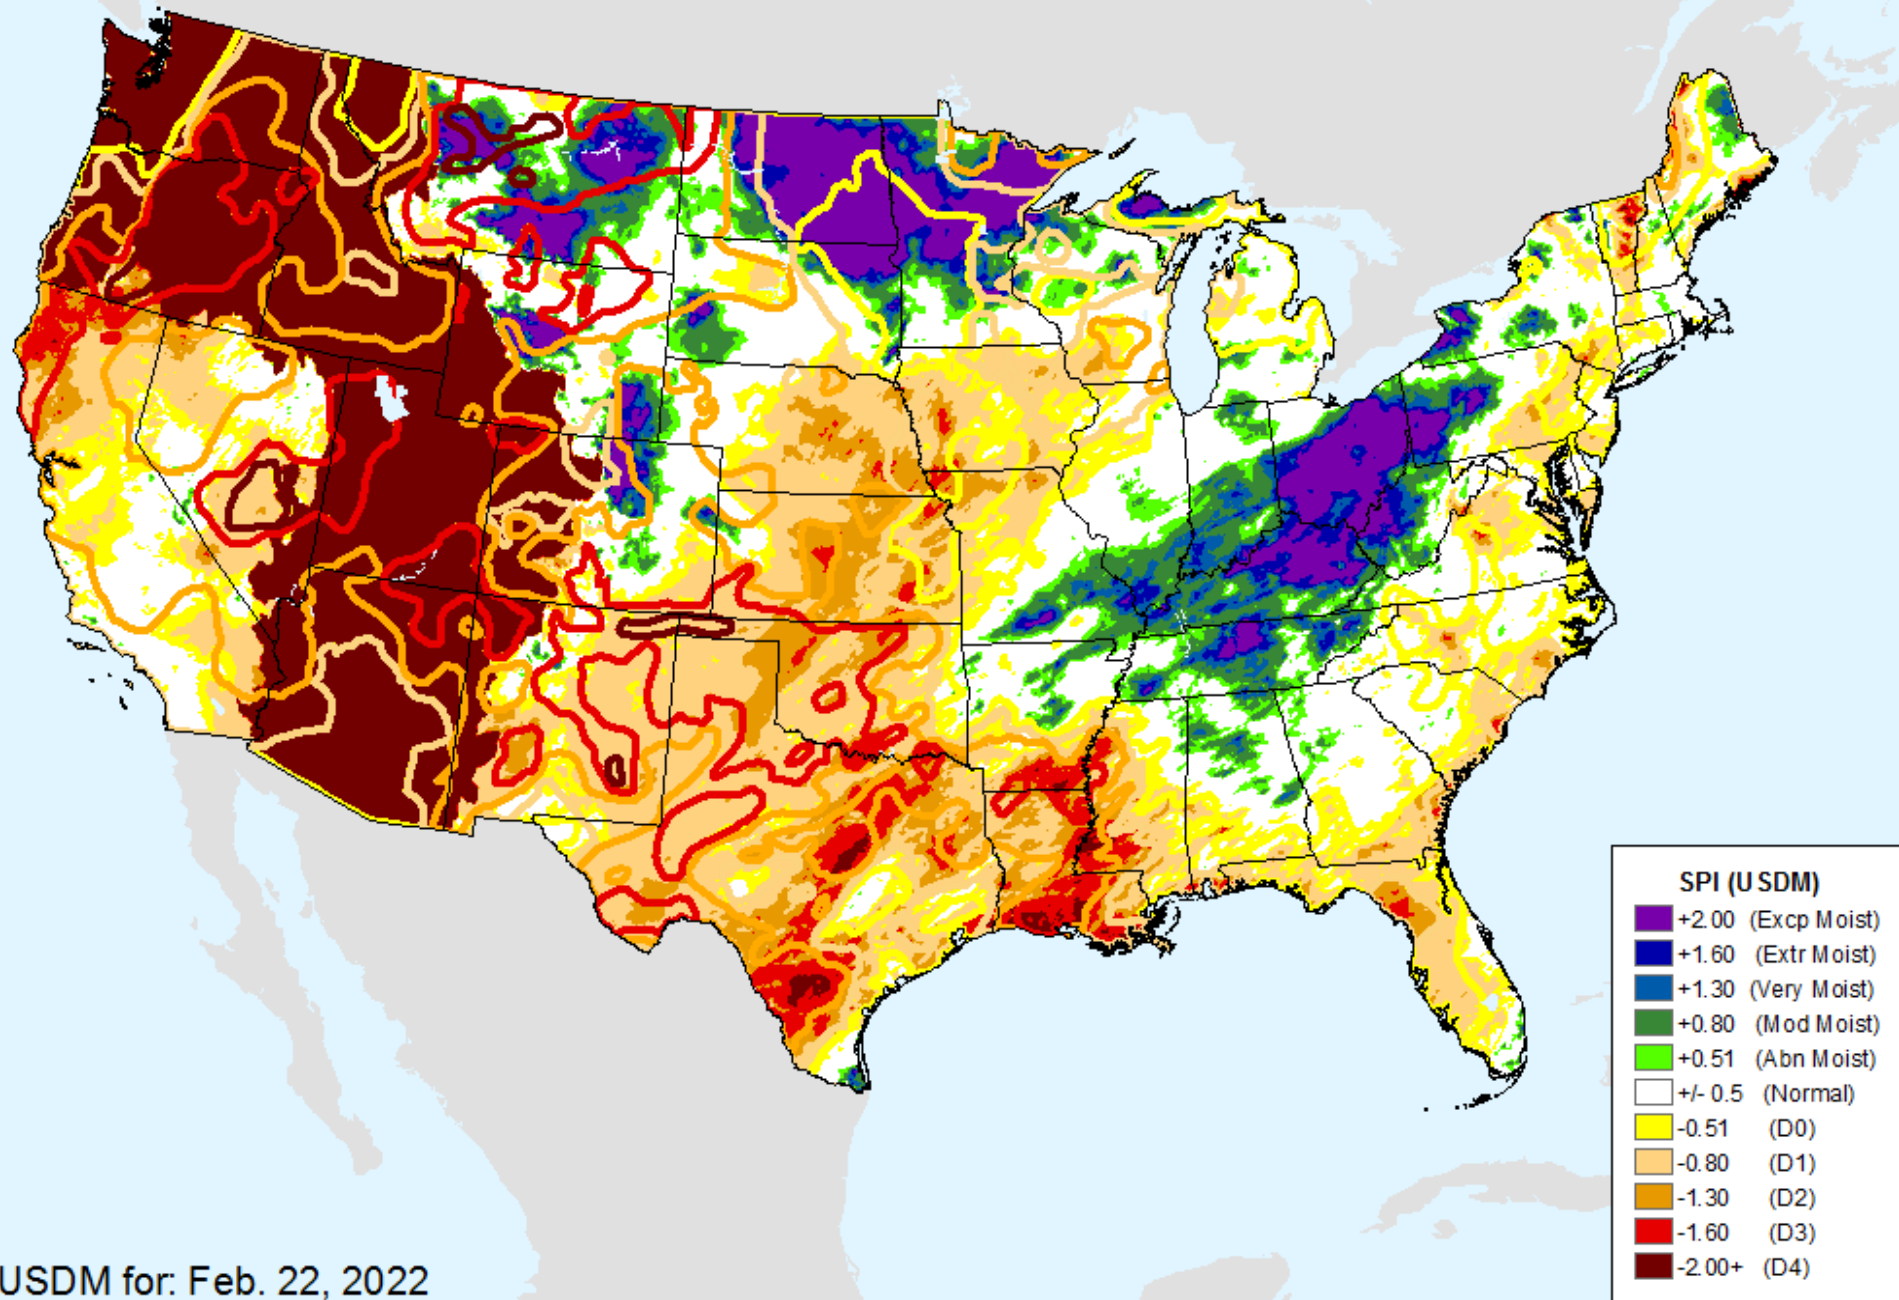 SPI (USDM)
+2.00 (Excp Moist)
+1.60 (Extr Moist)
+1.30 (Very Moist)
+0.80 (Mod Moist)
+0.51 (Abn Moist)
+/- 0.5 (Normal)
-0.51 (D0)
-0.80 (D1)
-1.30 (D2)
-1.60 (D3)
-2.00+ (D4)
USDM for: Feb. 22, 2022